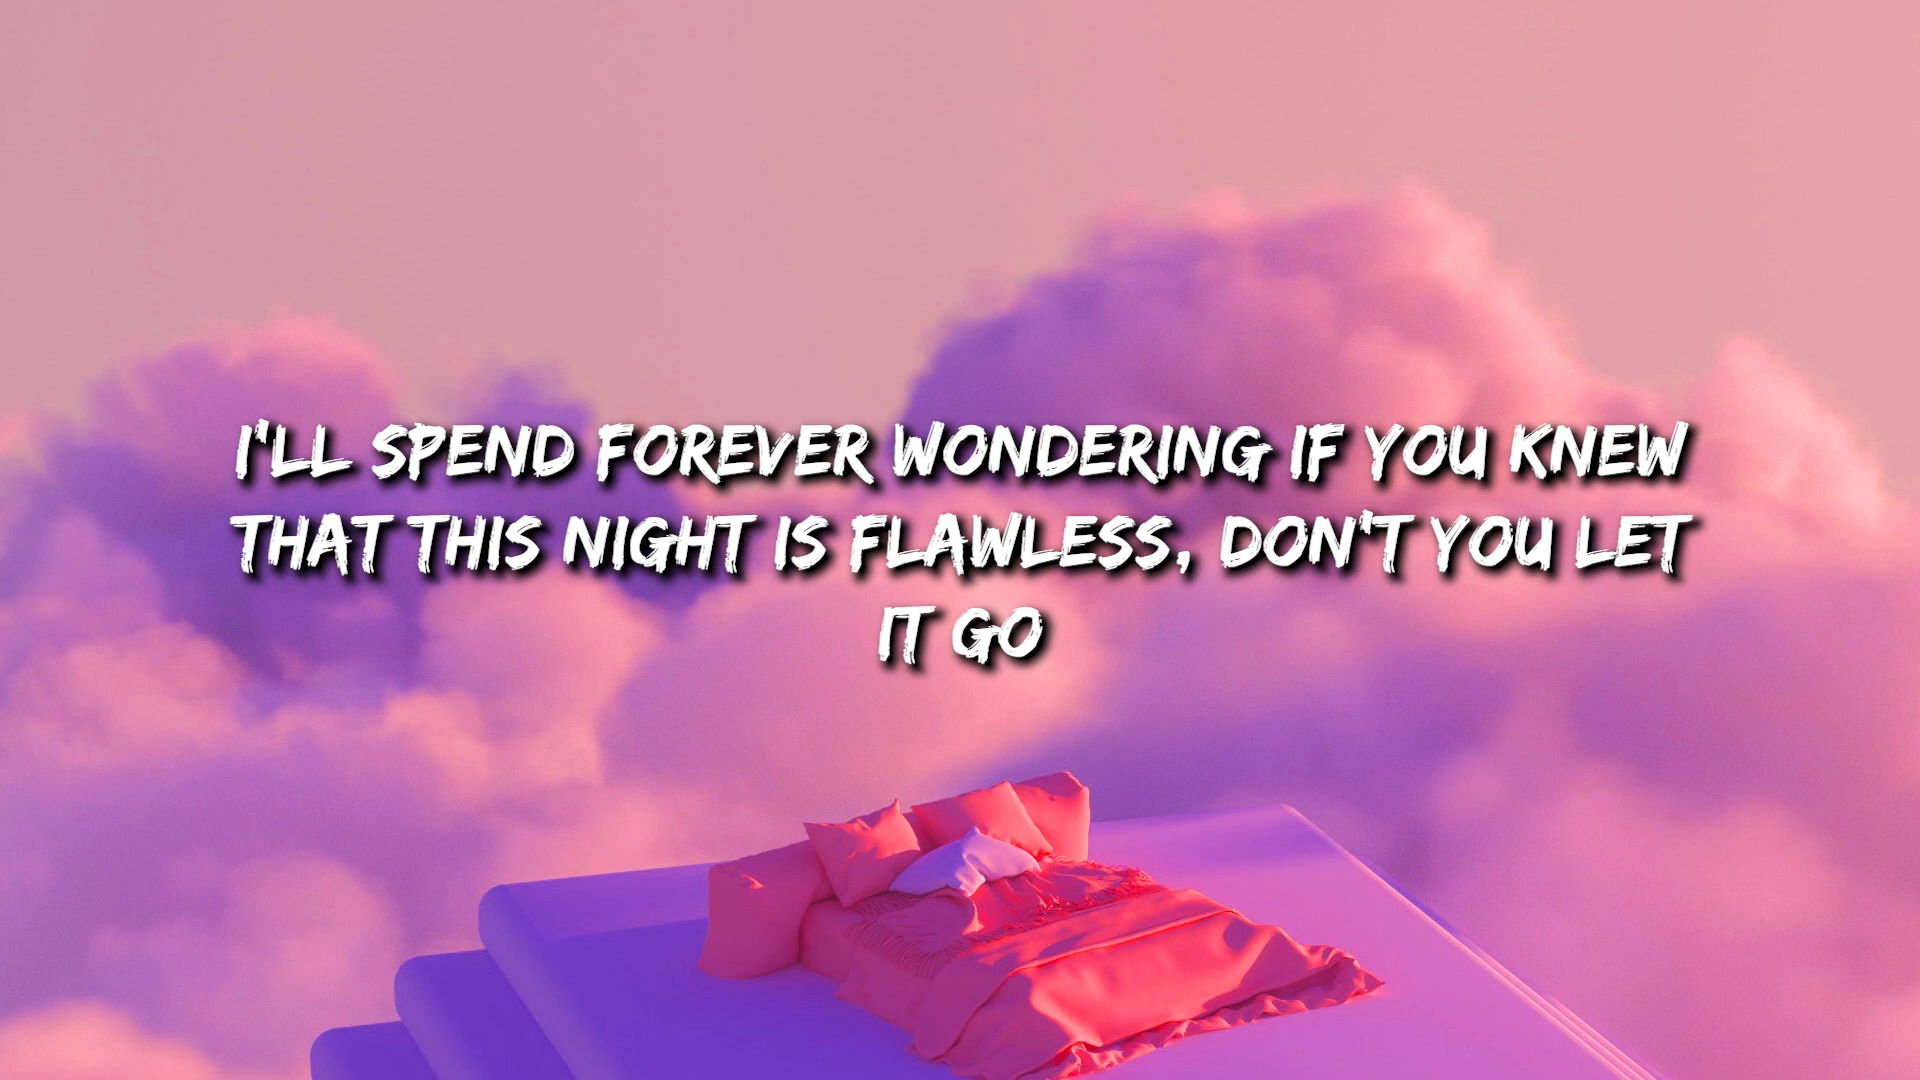 I'LL SPEND FOREVER WONDERING IF YOU KNEW
THAT THIS NIGHT IS FLAWLESS, DON'T YOU LET
IT GO